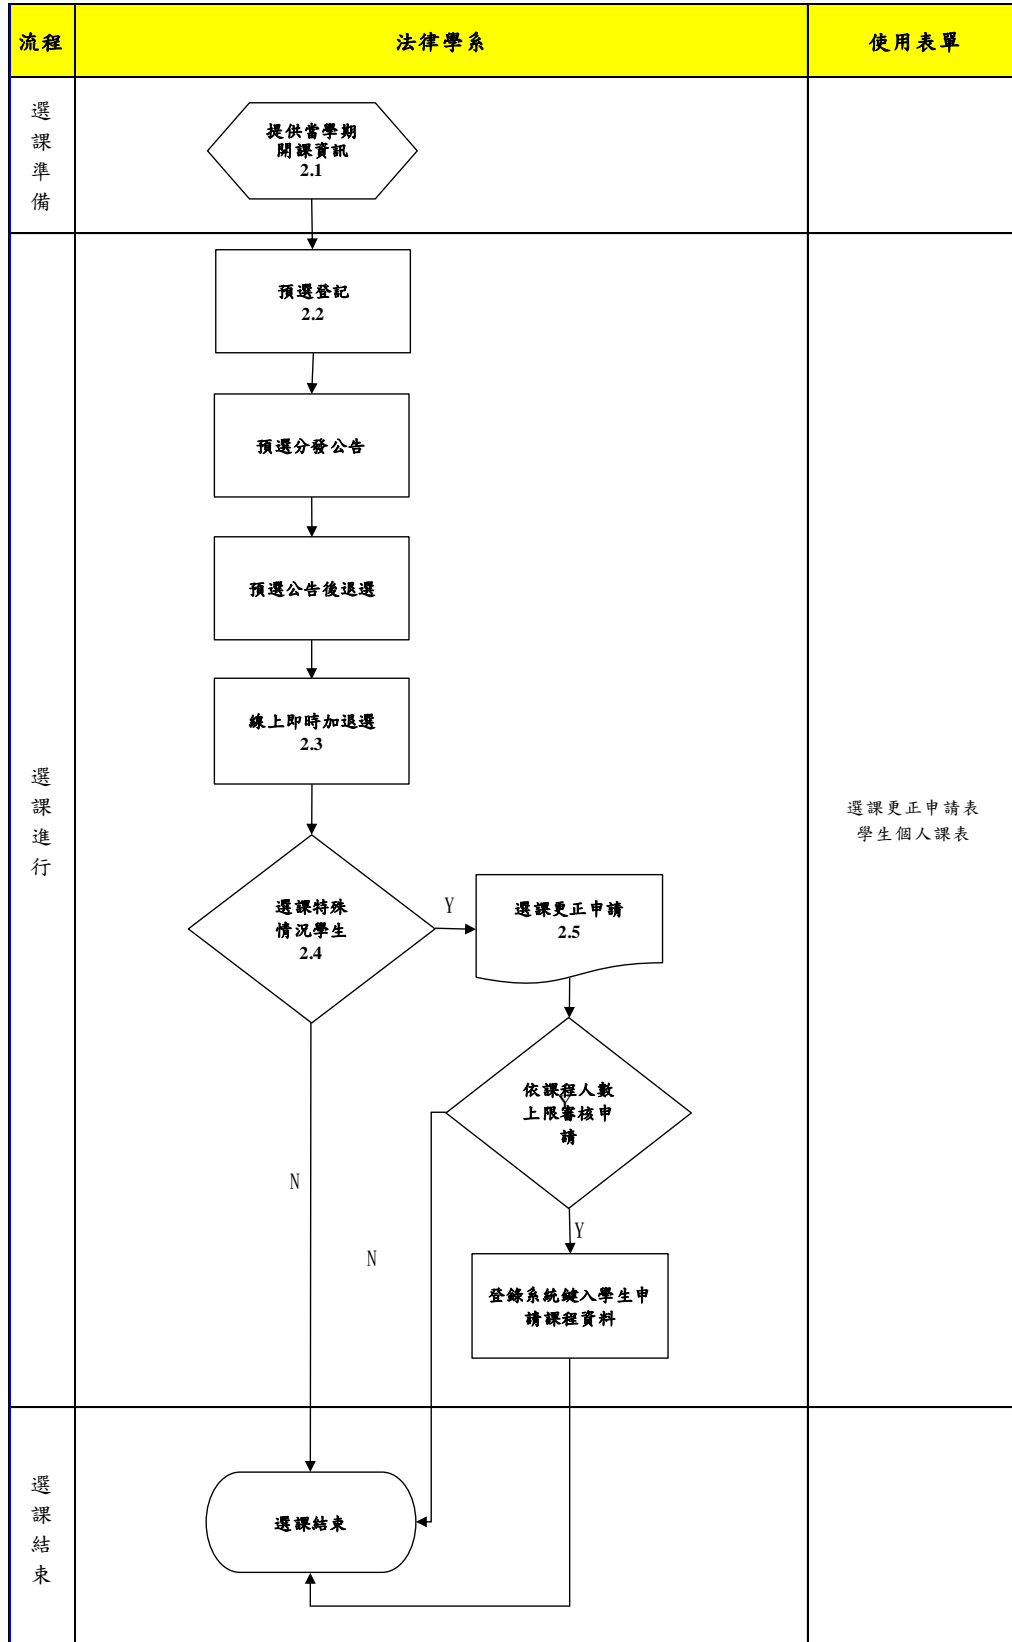 流程
法律學系
使用表單
選課準備
提供當學期
開課資訊
2.1
選課進行
預選登記
2.2
預選分發公告
預選公告後退選
線上即時加退選
2.3
選課特殊
情況學生
2.4
Y
選課更正申請
2.5
選課更正申請表
學生個人課表
依課程人數
上限審核申
請
Y
N
N
Y
登錄系統鍵入學生申
請課程資料
選課結束
選課結束